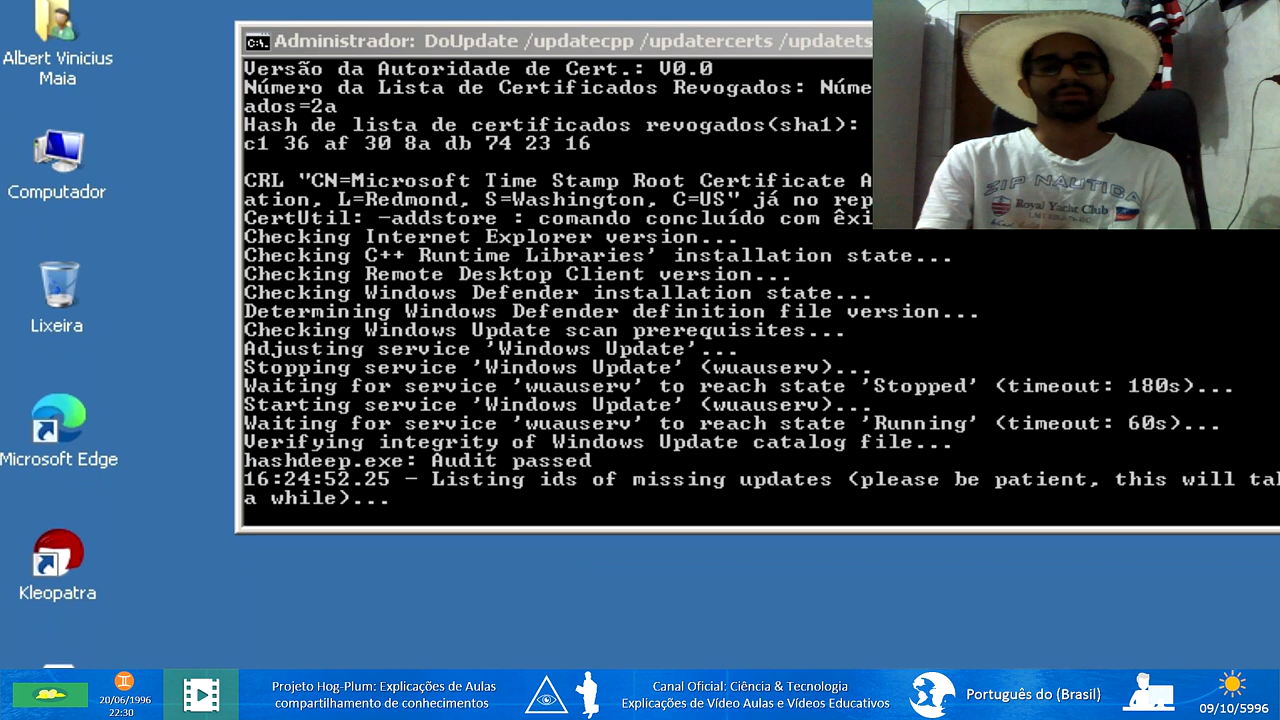 Albert Vinicius
Maia
Computador
Lixeira
Microsoft Edge
Kleopatra
C:\.
Administrador: DoUpdate /updatecpp /updatercerts /updatets
Versão da Autoridade de Cert.: V0.0
Número da Lista de Certificados Revogados: Núme
ados=2a
Hash de lista de certificados revogados(sha1):
c1 36 af 30 8a db 74 23 16
CRL "CN=Microsoft Time Stamp Root Certificate A
ation, L=Redmond, S=Washington, C=US" já no rep
CertUtil: -addstore : comando concluído com êxi
Checking Internet Explorer version...
Checking C++ Runtime Libraries' installation state...
Checking Remote Desktop Client version...
Checking Windows Defender installation state...
Determining Windows Defender definition file version...
Checking Windows Update scan prerequisites...
Adjusting service 'Windows Update'...
Stopping service 'Windows Update' (wuauserv)...
Waiting for service 'wuauserv' to reach state 'Stopped' (timeout: 180s)...
Starting service 'Windows Update' (wuauserv)...
Waiting for service 'wuauserv' to reach state 'Running' (timeout: 60s)...
Verifying integrity of Windows Update catalog file...
hashdeep.exe: Audit passed
16:24:52.25 - Listing ids of missing updates (please be patient, this will tak
a while)...
ZIP NAUTICA
Royal Yacht Club
20/06/1996
22:30
Projeto Hog-Plum: Explicações de Aulas
compartilhamento de conhecimentos
Canal Oficial: Ciência & Tecnologia
Explicações de Vídeo Aulas e Vídeos Educativos
Português do (Brasil)
09/10/5996